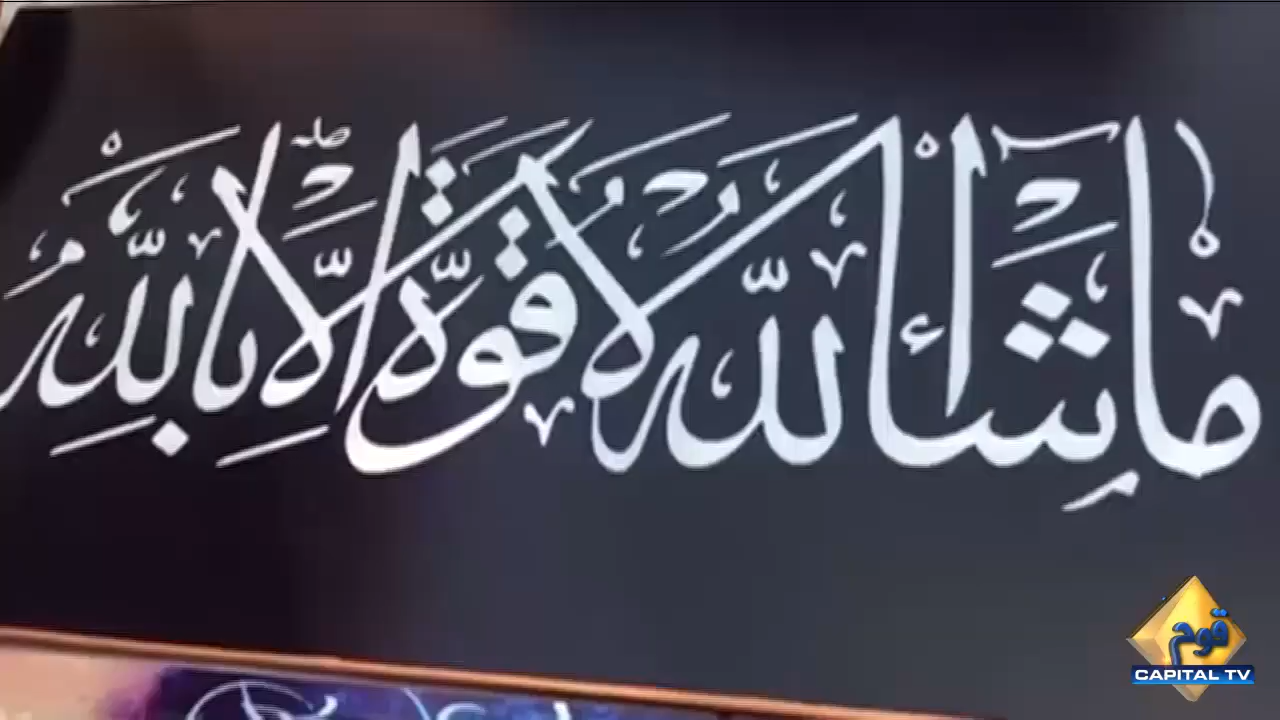 ما شاء الله لا قوة الا بالله
قوم
CAPITAL TV